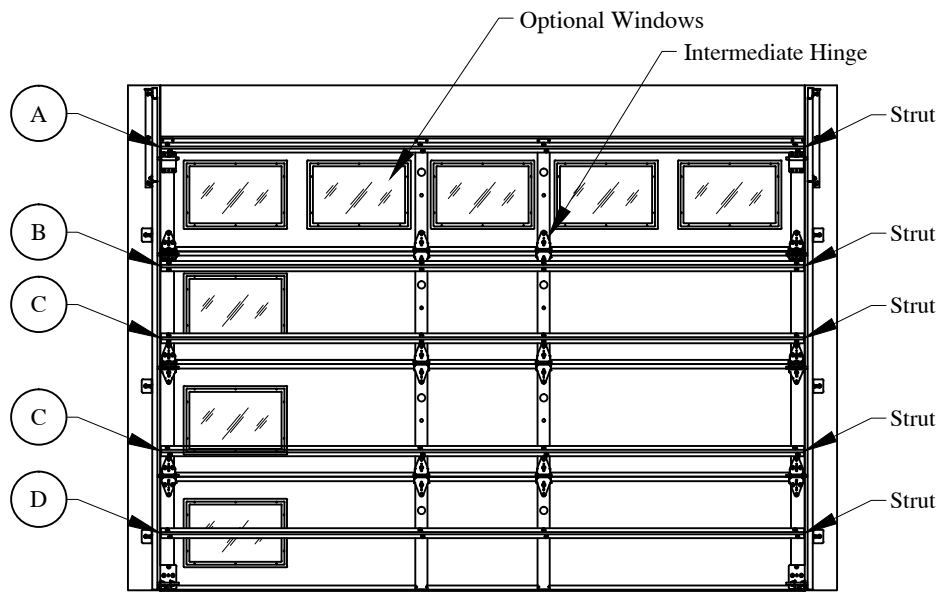 Optional Windows
Intermediate Hinge
A
Strut
B
Strut
C
Strut
C
Strut
D
Strut